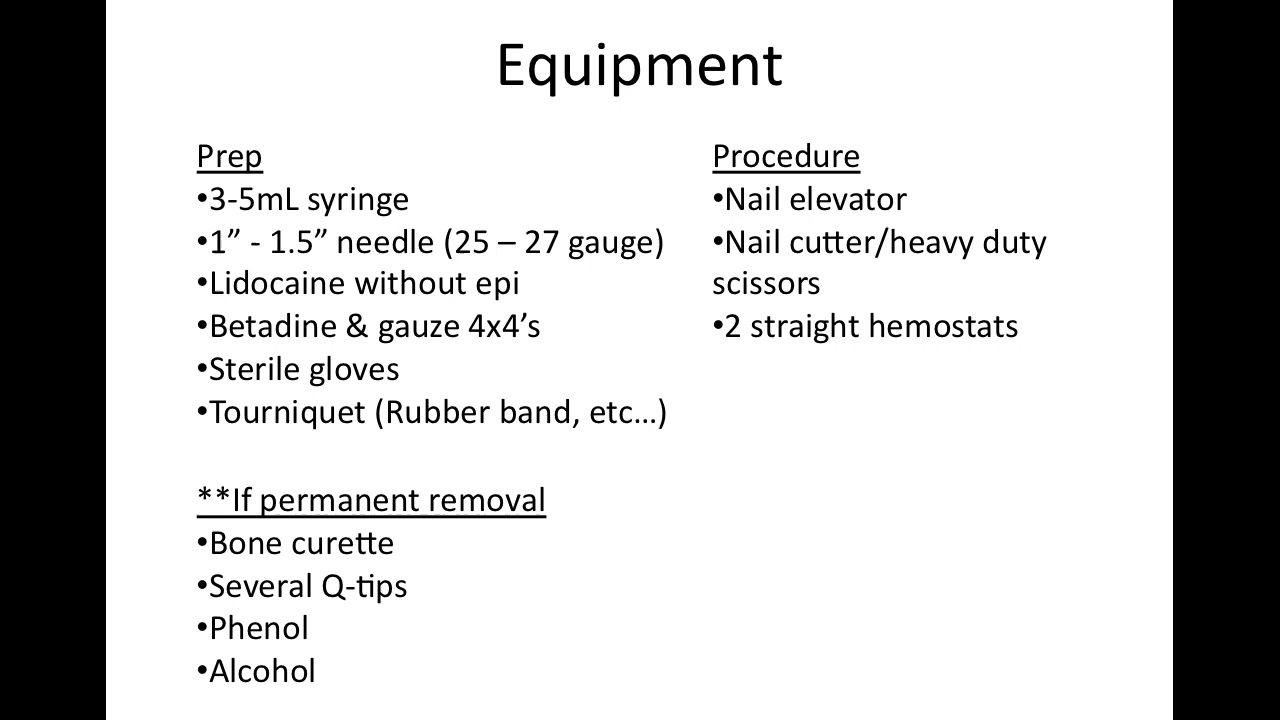 Equipment
Prep
•3-5mL syringe
•1” - 1.5” needle (25 – 27 gauge)
•Lidocaine without epi
•Betadine & gauze 4x4’s
•Sterile gloves
•Tourniquet (Rubber band, etc…)
**If permanent removal
•Bone curette
•Several Q-tips
•Phenol
•Alcohol
Procedure
•Nail elevator
•Nail cutter/heavy duty
scissors
•2 straight hemostats